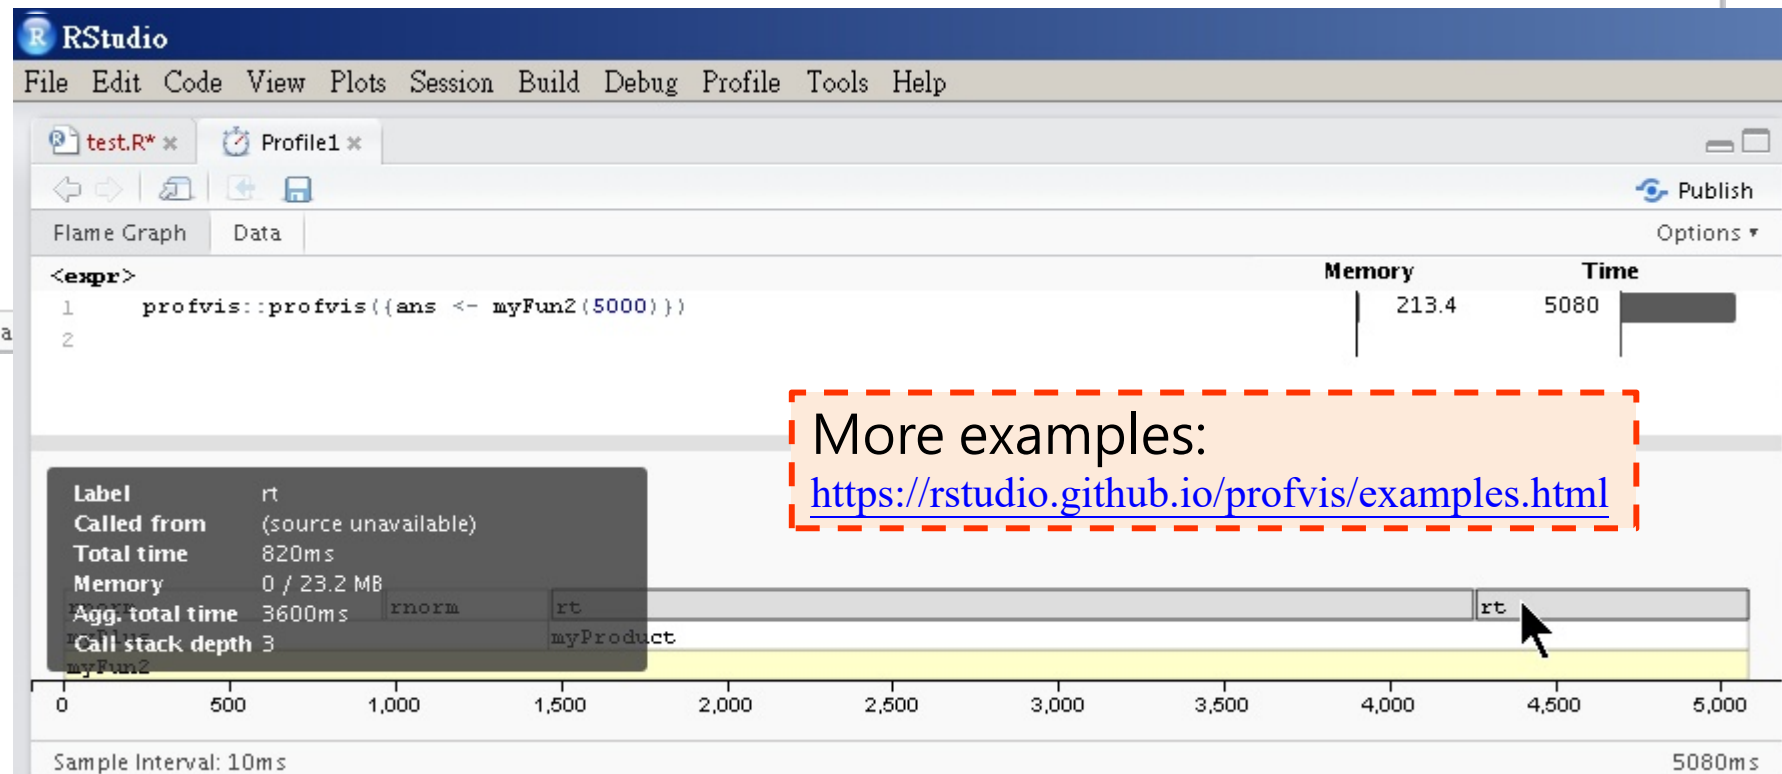 RStudio
File Edit Code View Plots Session Build Debug Profile Tools Help
test.R* Profile1
Publish
Flame Graph Data Options
<expr> Memory Time
1 profvis::profvis({ans <- myFun2(5000)}) 213.4 5080
2
a
More examples:
https://rstudio.github.io/profvis/examples.html
Label rt
Called from (source unavailable)
Total time 820ms
Memory 0 / 23.2 MB
Agg. total time 3600ms
Call stack depth 3
rnorm rnorm rt rt
myPlus myProduct
myFun2
0 500 1,000 1,500 2,000 2,500 3,000 3,500 4,000 4,500 5,000
Sample Interval: 10ms 5080ms